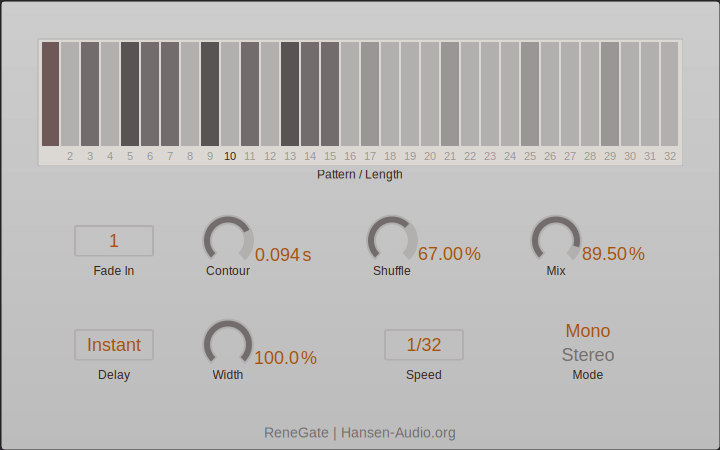 2 3 4 5 6 7 8 9 10 11 12 13 14 15 16 17 18 19 20 21 22 23 24 25 26 27 28 29 30 31 32
Pattern / Length
1
0.094 s
67.00 %
89.50 %
Fade In
Contour
Shuffle
Mix
Instant
100.0 %
1/32
Mono
Stereo
Delay
Width
Speed
Mode
ReneGate | Hansen-Audio.org